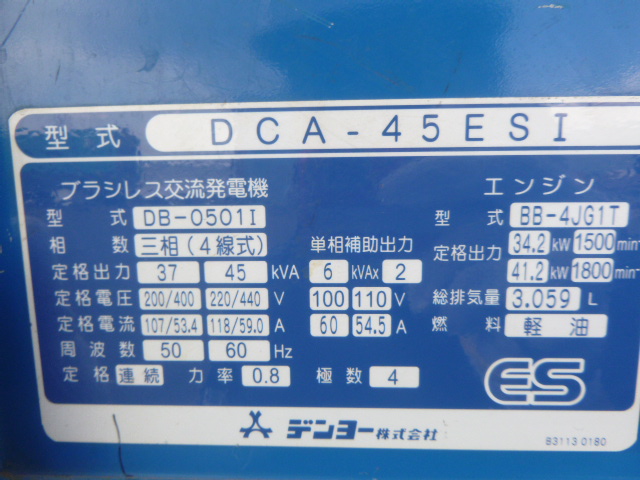 型式 DCA-45ESI
ブラシレス交流発電機 エンジン
型式 DB-0501I 型式 BB-4JG1T
相数 三相(4線式) 単相補助出力 定格出力 34.2 kW 1500 min-
定格出力 37 45 kVA 6 kVAx 2 41.2 kW 1800 min-
定格電圧 200/400 220/440 V 100 110 V 総排気量 3.059 L
定格電流 107/53.4 118/59.0 A 60 54.5 A 燃料 軽油
周波数 50 60 Hz
定格 連続 力率 0.8 極数 4 ES
デンヨー株式会社 83113 0180